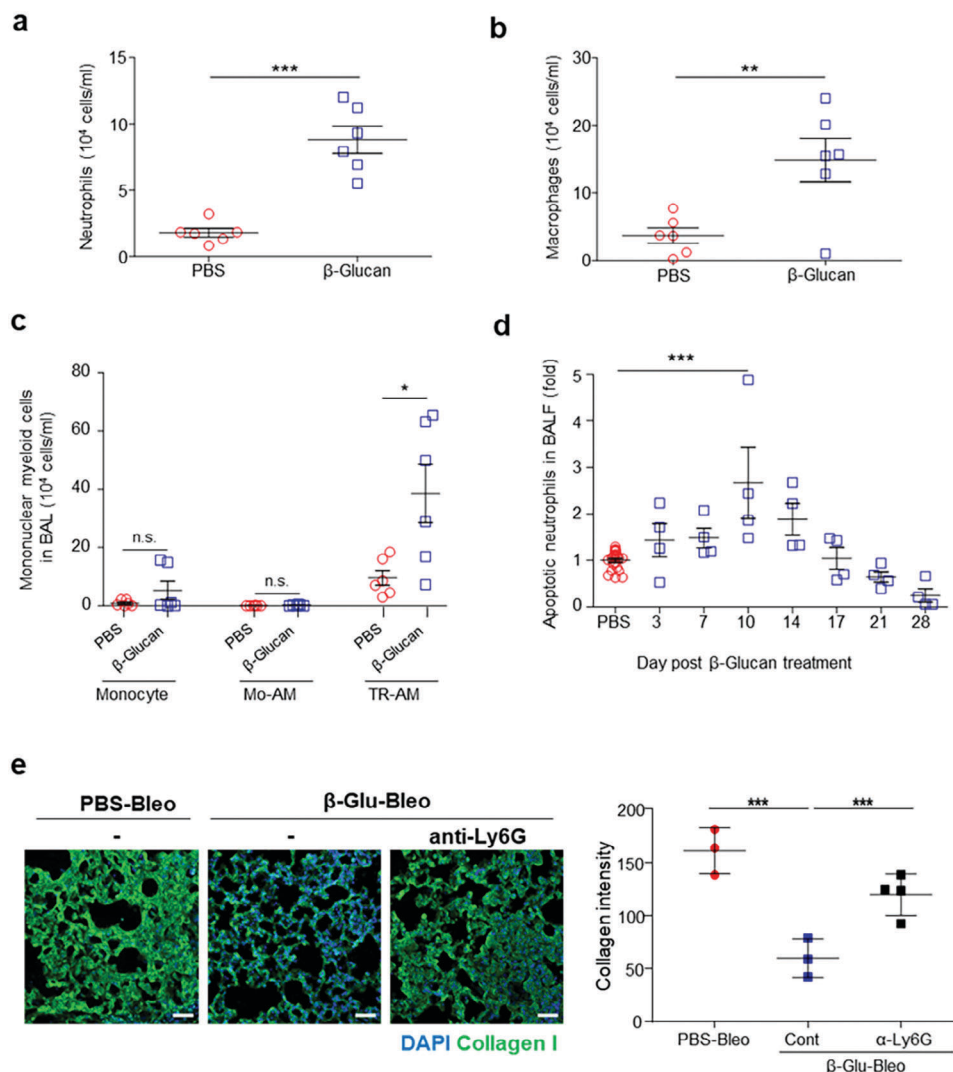 a
Neutrophils (10⁴ cells/ml)
15
10
5
0
***
PBS
β-Glucan
b
Macrophages (10⁴ cells/ml)
30
20
10
0
**
PBS
β-Glucan
c
Mononuclear myeloid cells
in BAL (10⁴ cells/ml)
80
60
40
20
0
n.s.
n.s.
*
PBS
β-Glucan
PBS
β-Glucan
PBS
β-Glucan
Monocyte
Mo-AM
TR-AM
d
Apoptotic neutrophils in BALF (fold)
5
4
3
2
1
0
***
PBS 3 7 10 14 17 21 28
Day post β-Glucan treatment
e
PBS-Bleo
β-Glu-Bleo
-
-
anti-Ly6G
DAPI Collagen I
Collagen intensity
200
150
100
50
0
***
***
PBS-Bleo
Cont
α-Ly6G
β-Glu-Bleo